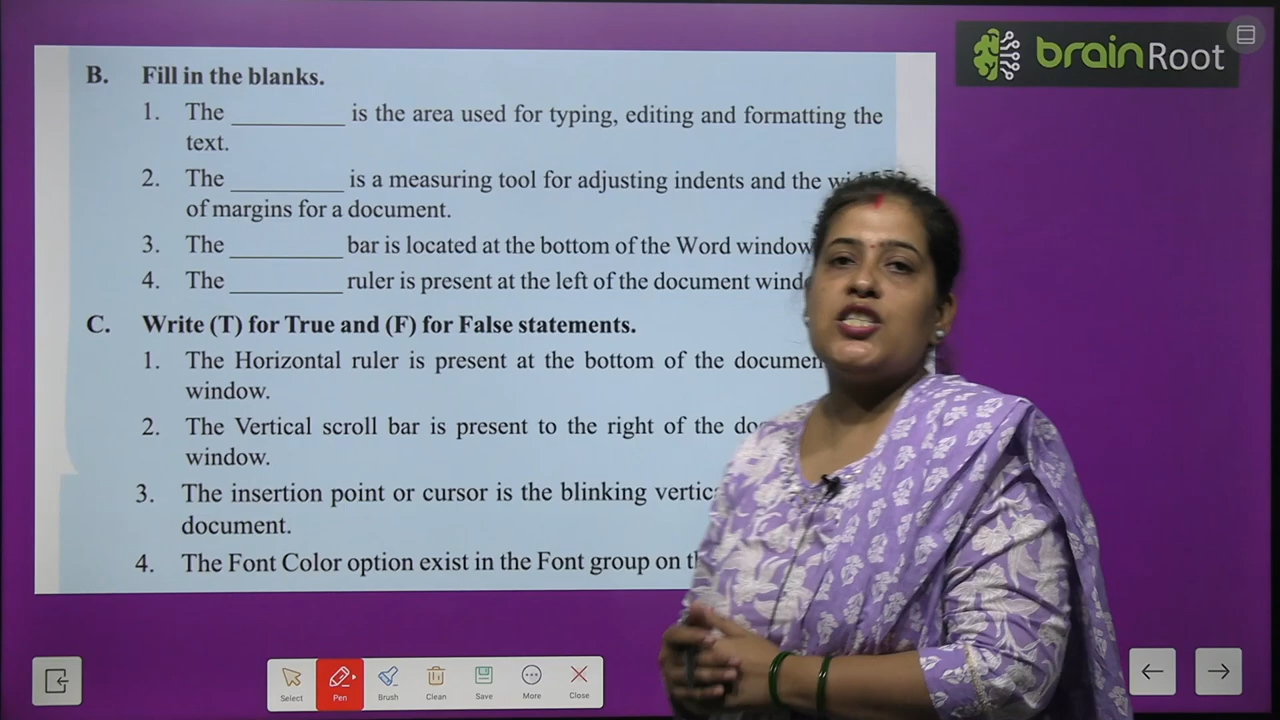 brainRoot
B. Fill in the blanks.
1. The __________ is the area used for typing, editing and formatting the
text.
2. The __________ is a measuring tool for adjusting indents and the
of margins for a document.
3. The __________ bar is located at the bottom of the Word window
4. The __________ ruler is present at the left of the document
C. Write (T) for True and (F) for False statements.
1. The Horizontal ruler is present at the bottom of the
window.
2. The Vertical scroll bar is present to the right of the
window.
3. The insertion point or cursor is the blinking
document.
4. The Font Color option exist in the Font group on
Select Pen Brush Clean Save More Close